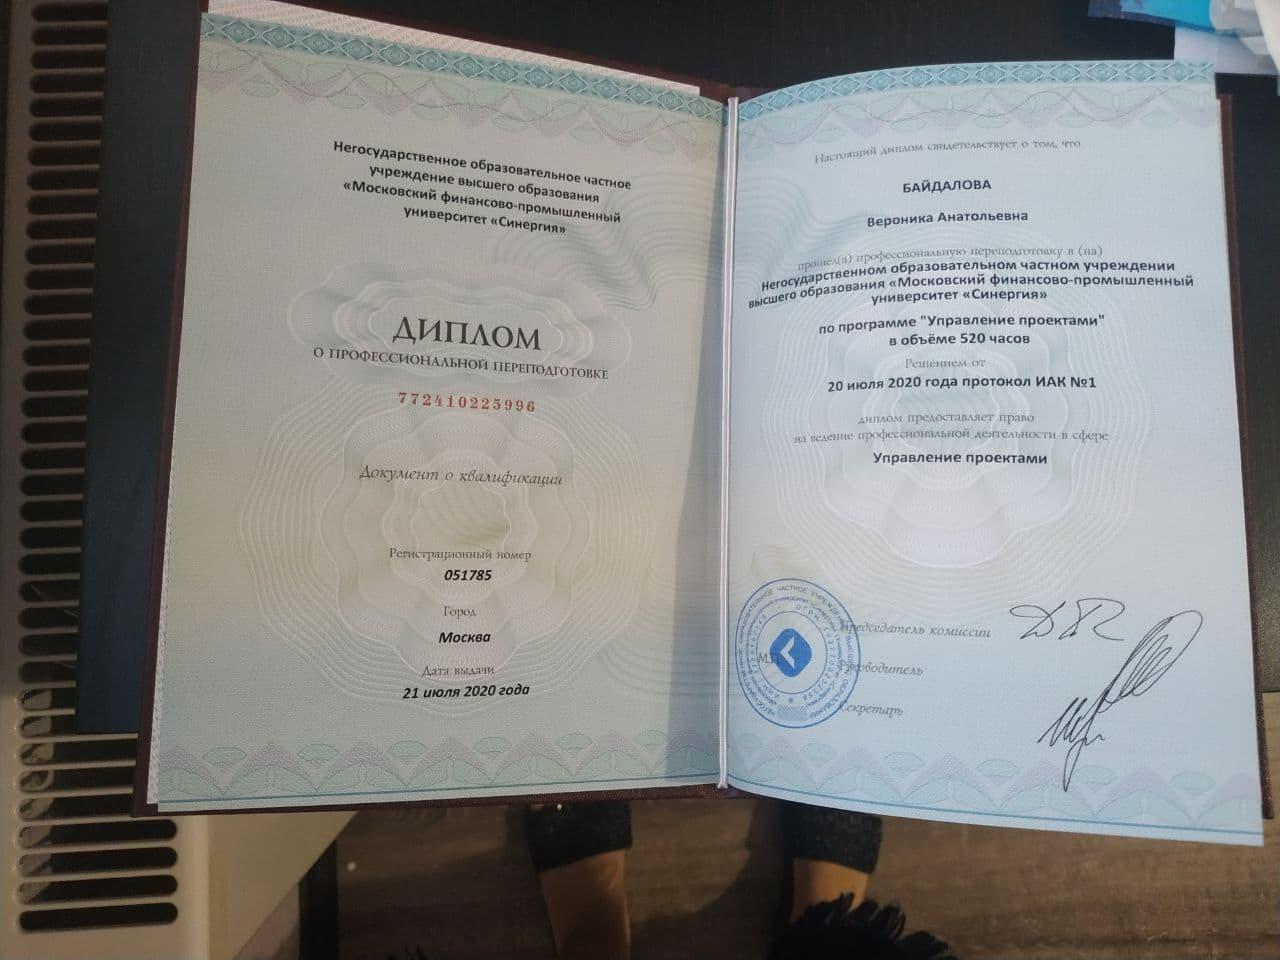 Негосударственное образовательное частное
учреждение высшего образования
«Московский финансово-промышленный
университет «Синергия»
ДИПЛОМ
О ПРОФЕССИОНАЛЬНОЙ ПЕРЕПОДГОТОВКЕ
772410225996
Документ о квалификации
Регистрационный номер
051785
Город
Москва
Дата выдачи
21 июля 2020 года
Настоящий диплом свидетельствует о том, что
БАЙДАЛОВА
Вероника Анатольевна
прошел(а) профессиональную переподготовку в (на)
Негосударственном образовательном частном учреждении
высшего образования «Московский финансово-промышленный
университет «Синергия»
по программе "Управление проектами"
в объёме 520 часов
Решением от
20 июля 2020 года протокол ИАК №1
диплом предоставляет право
на ведение профессиональной деятельности в сфере
Управление проектами
Председатель комиссии
М.П.
Руководитель
Секретарь